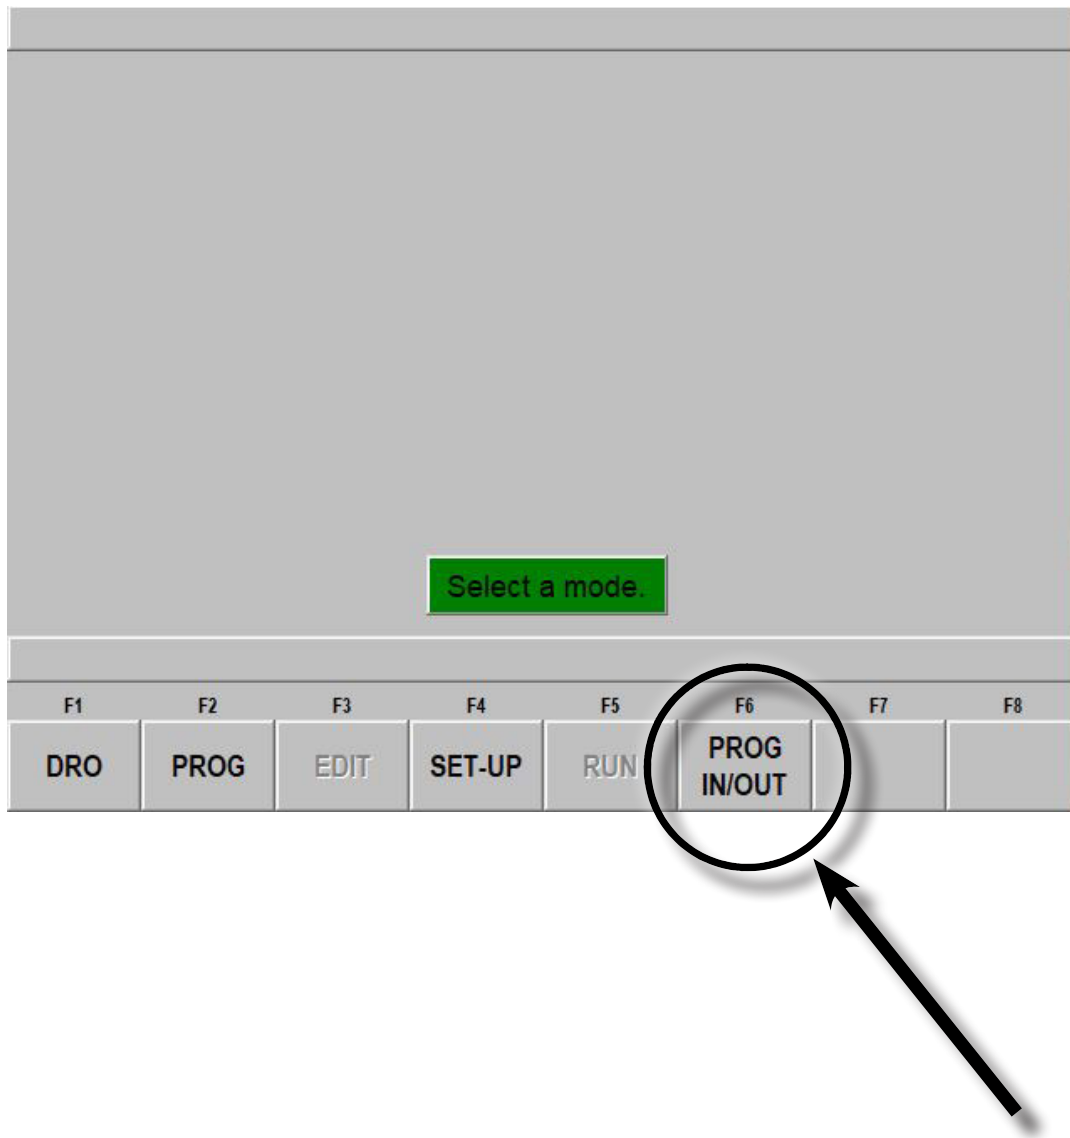 Select a mode.
F1 F2 F3 F4 F5 F6 F7 F8
DRO PROG EDIT SET-UP RUN PROG IN/OUT